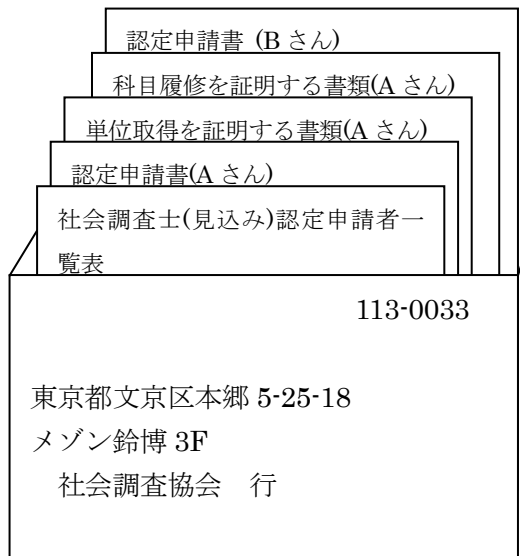 認定申請書 (B さん)
科目履修を証明する書類(A さん)
単位取得を証明する書類(A さん)
認定申請書(A さん)
社会調査士(見込み)認定申請者一
覧表
113-0033
東京都文京区本郷 5-25-18
メゾン鈴博 3F
社会調査協会　行